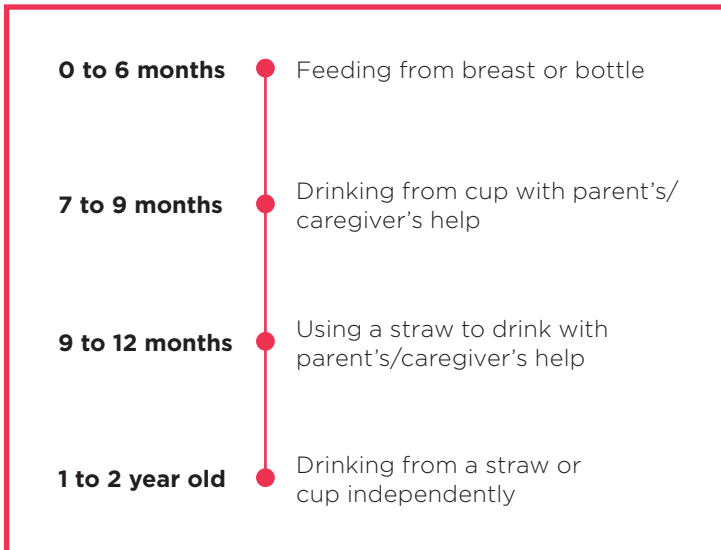 0 to 6 months
Feeding from breast or bottle
7 to 9 months
Drinking from cup with parent’s/
caregiver’s help
9 to 12 months
Using a straw to drink with
parent’s/caregiver’s help
1 to 2 year old
Drinking from a straw or
cup independently